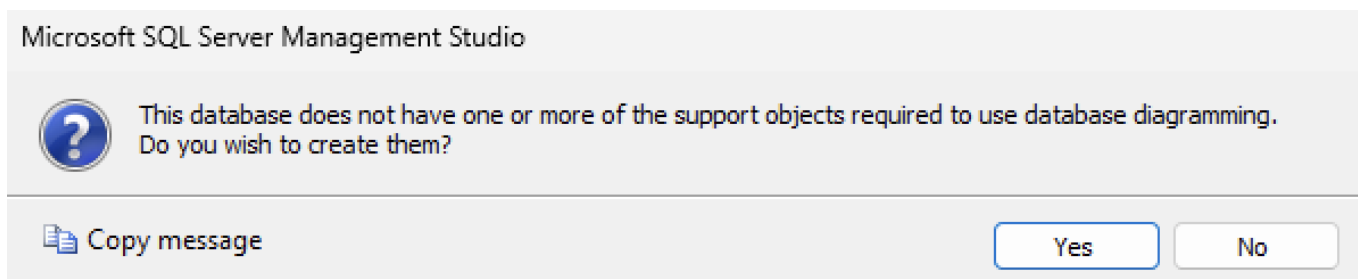 Microsoft SQL Server Management Studio
This database does not have one or more of the support objects required to use database diagramming.
Do you wish to create them?
Copy message
Yes
No